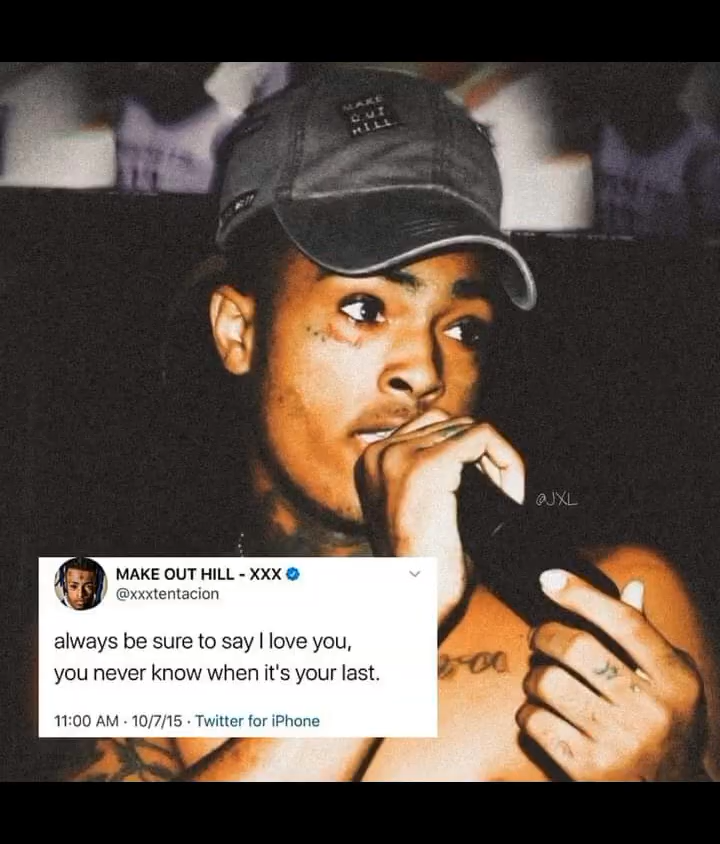 MAKE
OUT
HILL
@JXL
MAKE OUT HILL - XXX
@xxxtentacion
always be sure to say I love you,
you never know when it's your last.
11:00 AM · 10/7/15 · Twitter for iPhone